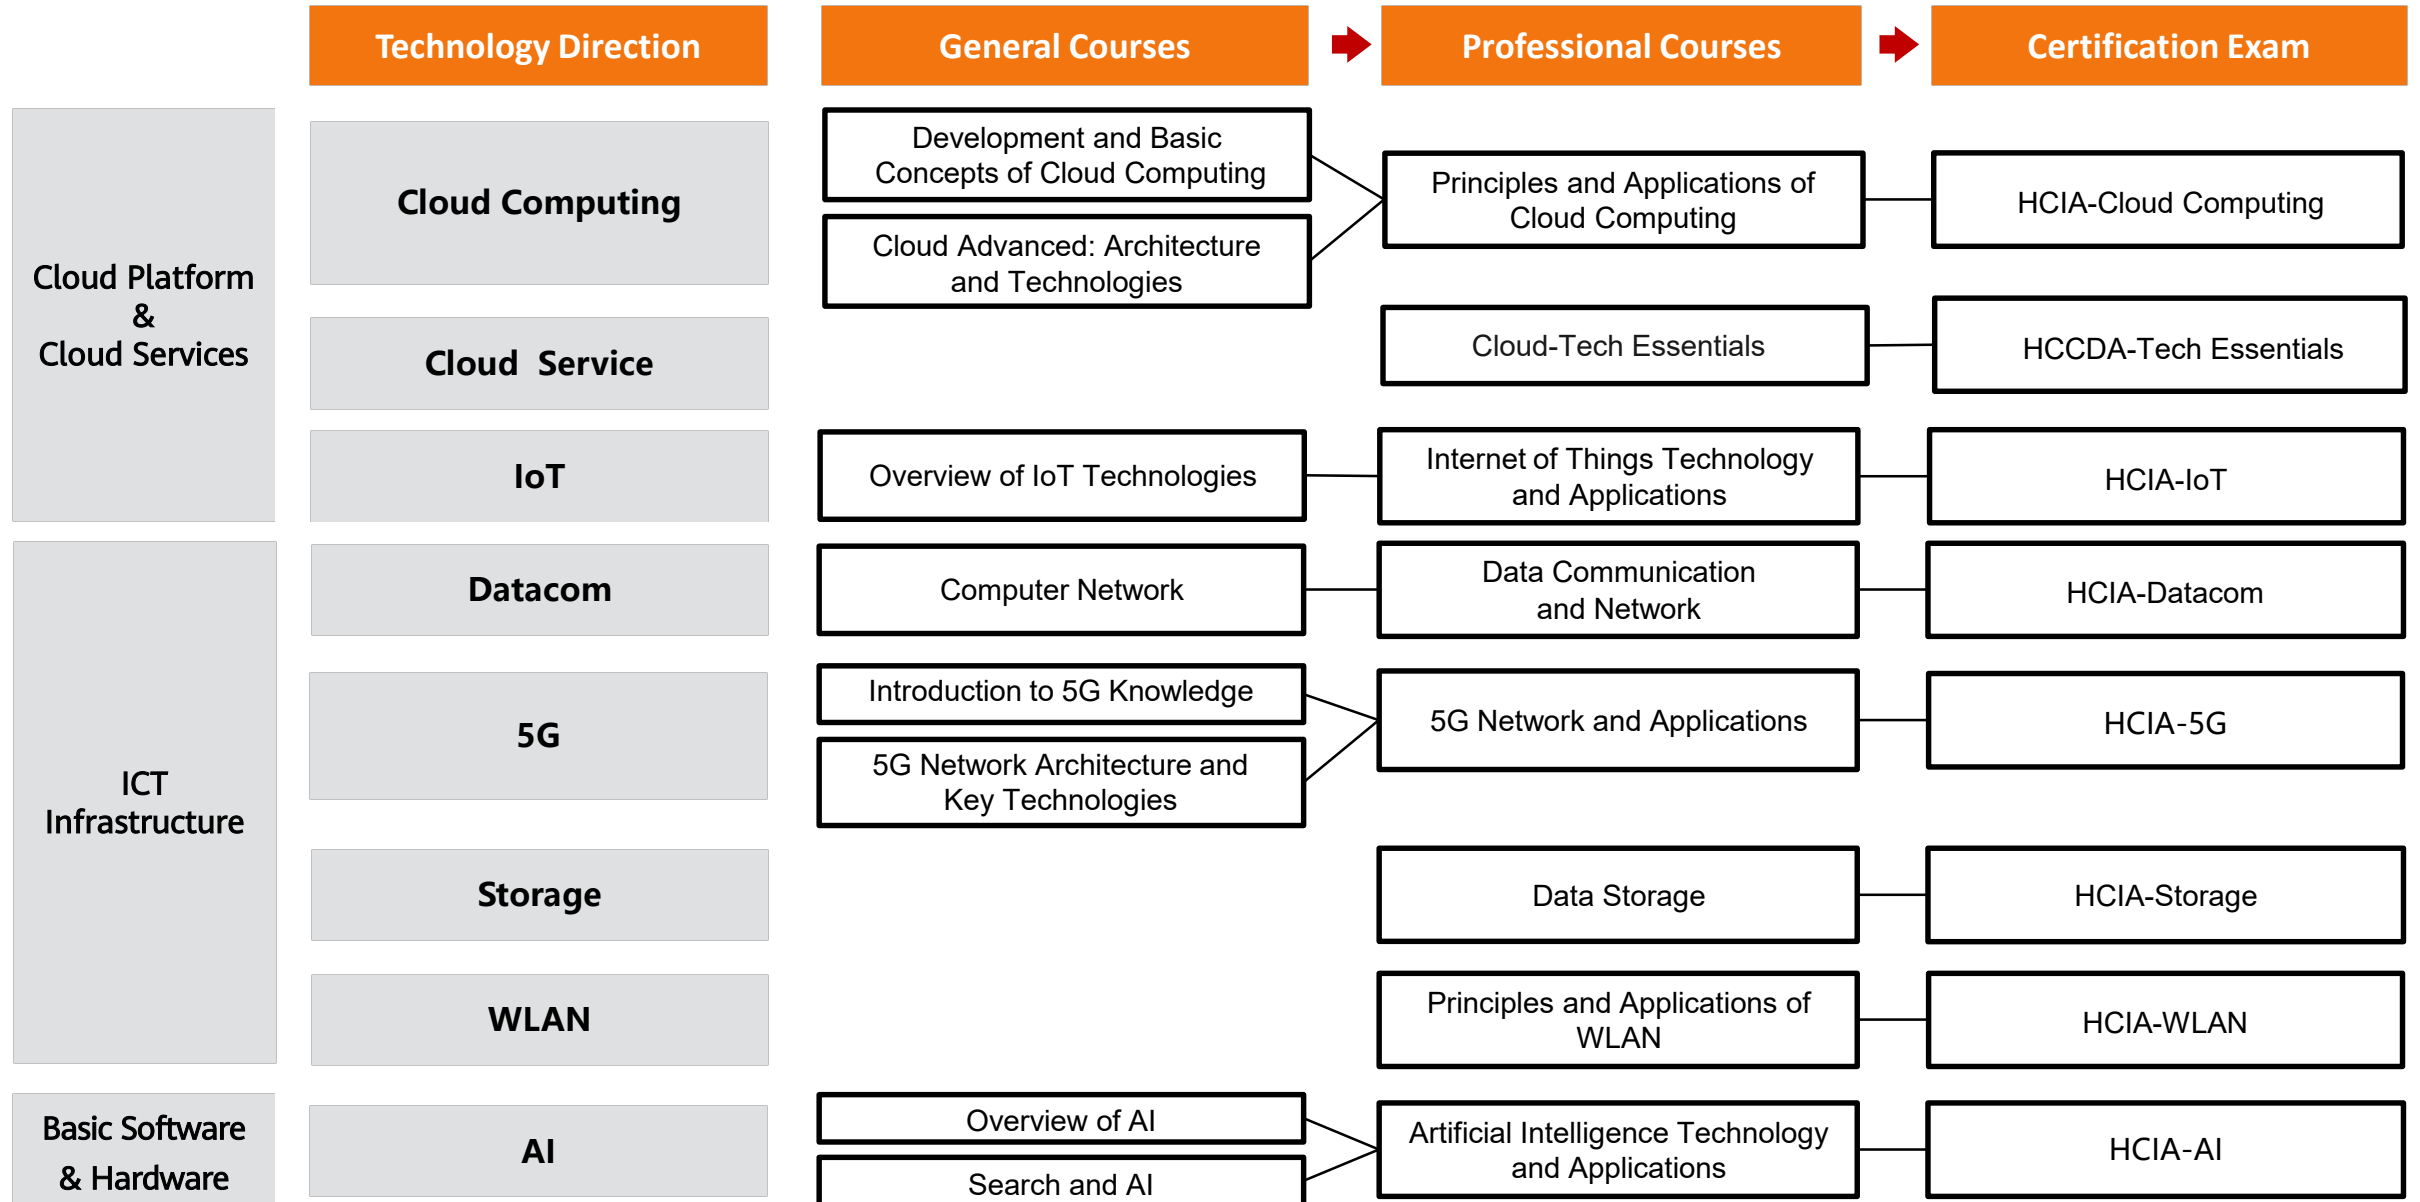 Technology Direction
General Courses
Professional Courses
Certification Exam
Cloud Platform
&
Cloud Services
Cloud Computing
Development and Basic
Concepts of Cloud Computing
Cloud Advanced: Architecture
and Technologies
Principles and Applications of
Cloud Computing
HCIA-Cloud Computing
Cloud Service
Cloud-Tech Essentials
HCCDA-Tech Essentials
IoT
Overview of IoT Technologies
Internet of Things Technology
and Applications
HCIA-IoT
ICT
Infrastructure
Datacom
Computer Network
Data Communication
and Network
HCIA-Datacom
5G
Introduction to 5G Knowledge
5G Network Architecture and
Key Technologies
5G Network and Applications
HCIA-5G
Storage
Data Storage
HCIA-Storage
WLAN
Principles and Applications of
WLAN
HCIA-WLAN
Basic Software
& Hardware
AI
Overview of AI
Search and AI
Artificial Intelligence Technology
and Applications
HCIA-AI